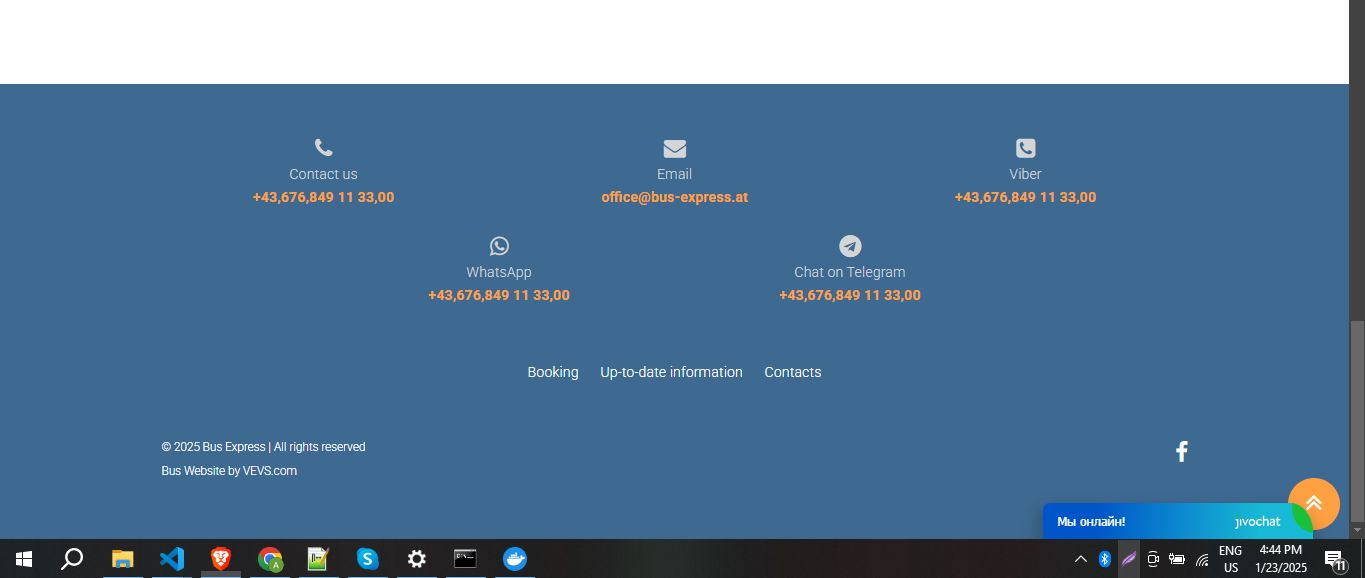 Contact us
+43,676,849 11 33,00
Email
office@bus-express.at
Viber
+43,676,849 11 33,00
WhatsApp
+43,676,849 11 33,00
Chat on Telegram
+43,676,849 11 33,00
Booking Up-to-date information Contacts
© 2025 Bus Express | All rights reserved
Bus Website by VEVS.com
Мы онлайн! jivochat
ENG 4:44 PM
US 1/23/2025
11